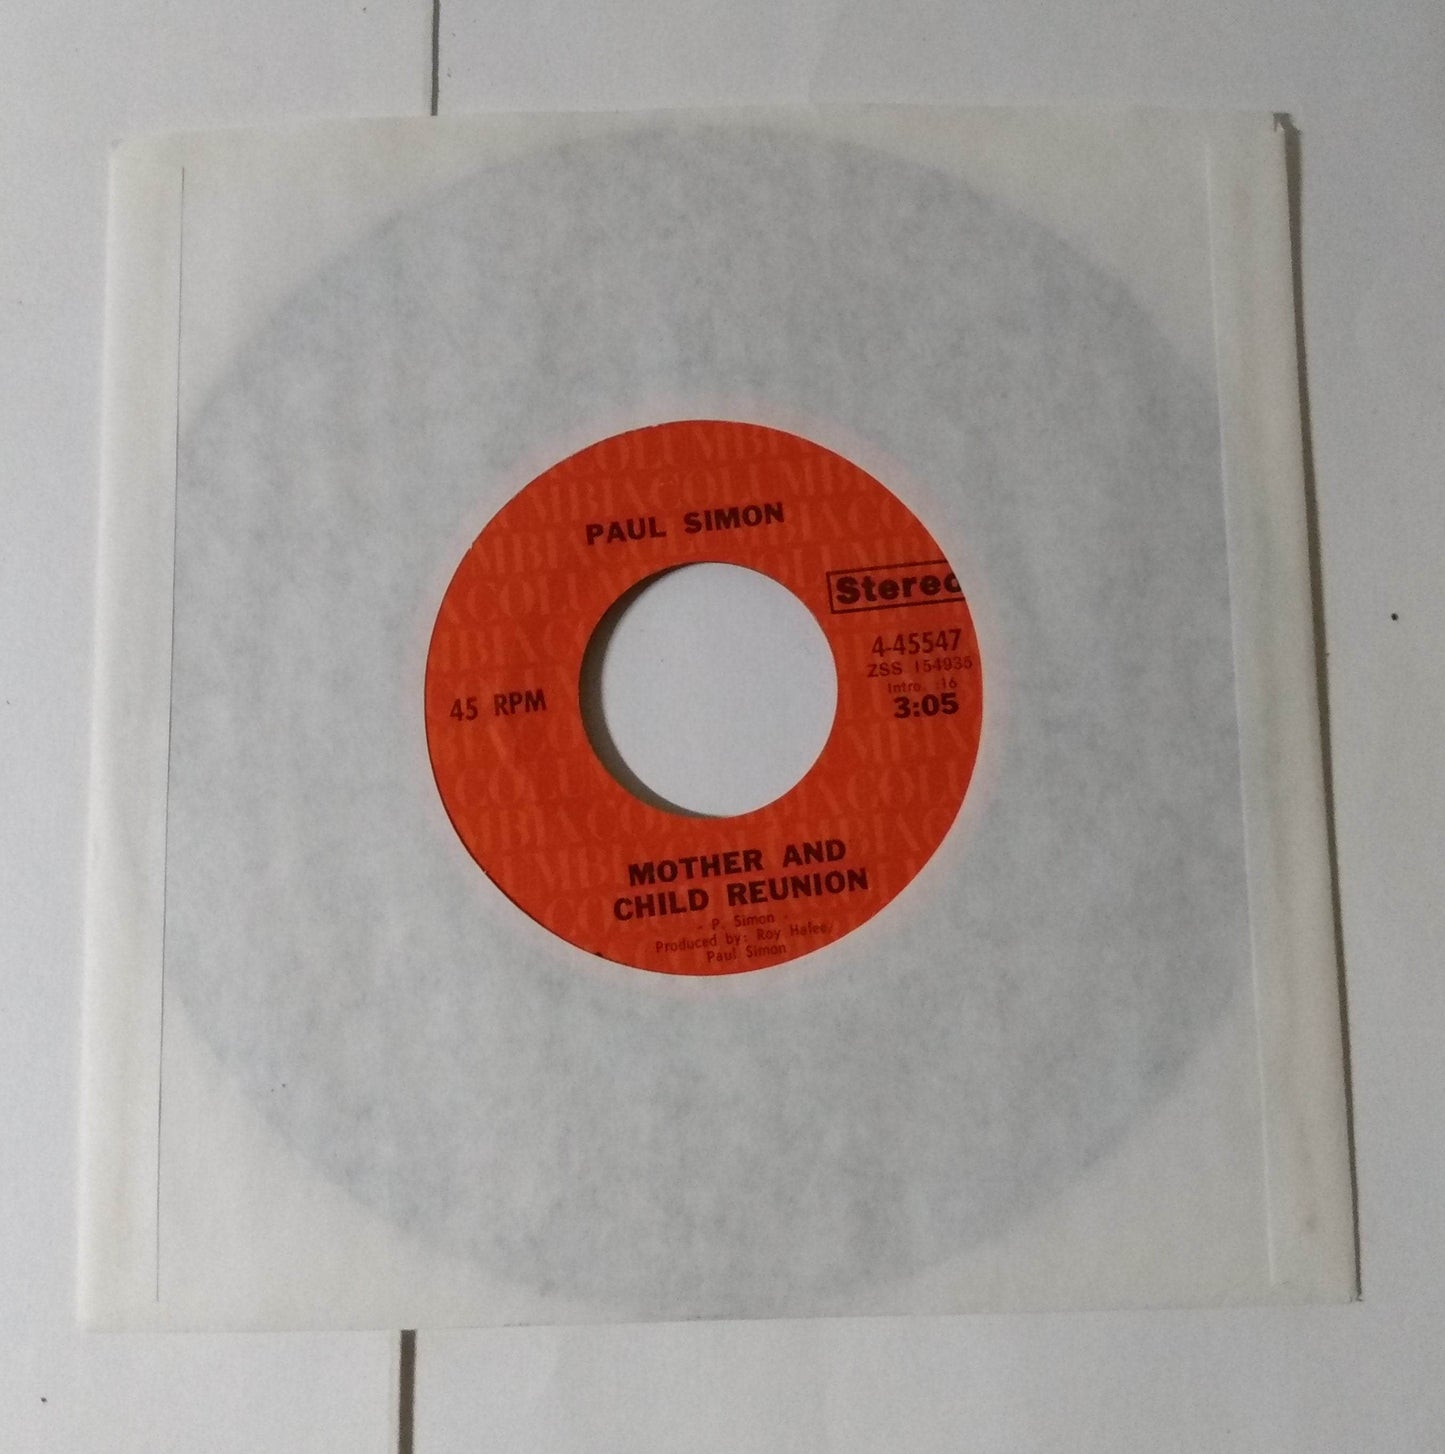 PAUL SIMON
Stereo
4-45547
ZSS 154935
Intro :16
3:05
45 RPM
MOTHER AND
CHILD REUNION
- P. Simon -
Produced by: Roy Halee/
Paul Simon